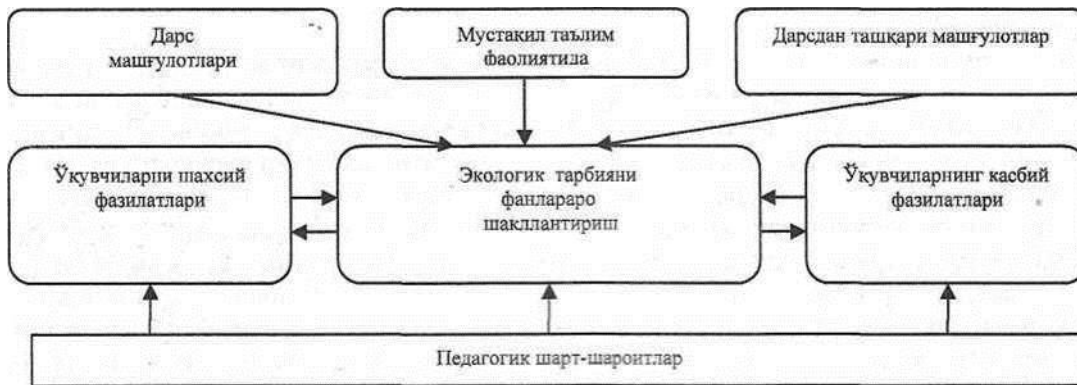 Дарс
машғулотлари
Мустақил таълим
фаолиятида
Дарсдан ташқари машғулотлар
Ўқувчиларни шахсий
фазилатлари
Экологик тарбияни
фанлараро
шакллантириш
Ўқувчиларнинг касбий
фазилатлари
Педагогик шарт-шароитлар